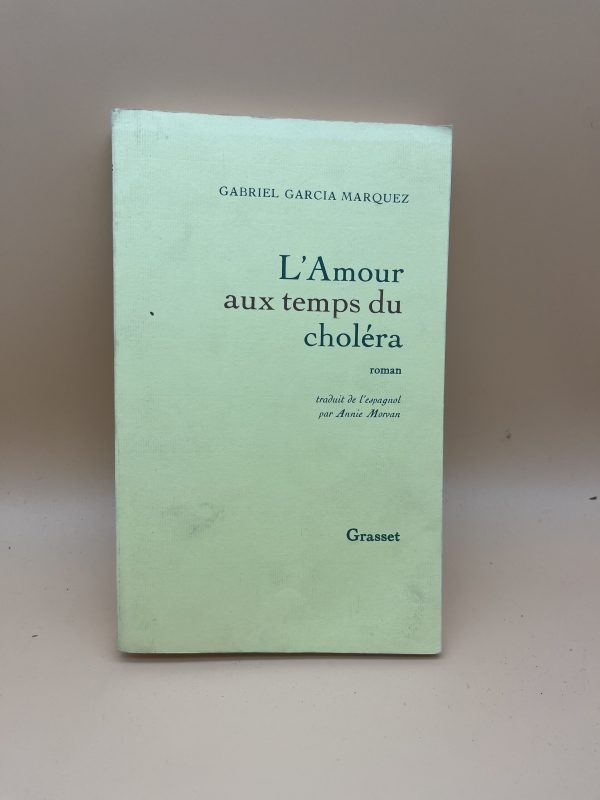 GABRIEL GARCIA MARQUEZ
L'Amour
aux temps du
choléra
roman
traduit de l'espagnol
par Annie Morvan
Grasset